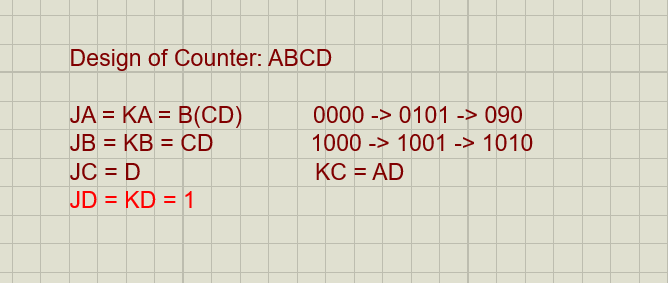 Design of Counter: ABCD
JA = KA = B(CD) 0000 -> 0101 -> 090
JB = KB = CD 1000 -> 1001 -> 1010
JC = D KC = AD
JD = KD = 1